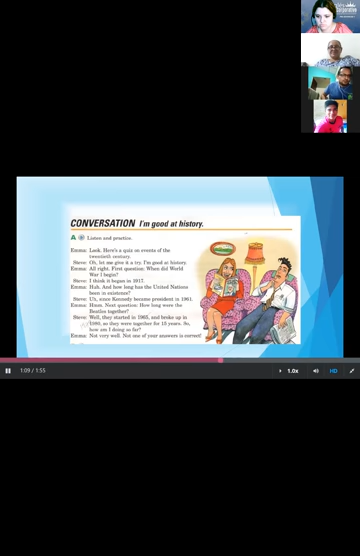 CONVERSATION I'm good at history.
A Listen and practice.
Emma: Look. Here's a quiz on events of the
twentieth century.
Steve: Oh, let me give it a try. I'm good at history.
Emma: All right. First question: When did World
War I begin?
Steve: I think it began in 1917.
Emma: Huh. And how long has the United Nations
been in existence?
Steve: Uh, since Kennedy became president in 1961.
Emma: Hmm. Next question: How long were the
Beatles together?
Steve: Well, they started in 1965, and broke up in
1980, so they were together for 15 years. So,
how am I doing so far?
Emma: Not very well. Not one of your answers is correct!
1:09 / 1:55
1.0x
HD